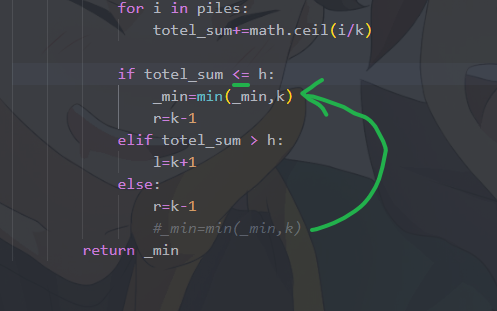 for i in piles:
totel_sum+=math.ceil(i/k)
if totel_sum <= h:
_min=min(_min,k)
r=k-1
elif totel_sum > h:
l=k+1
else:
r=k-1
#_min=min(_min,k)
return _min